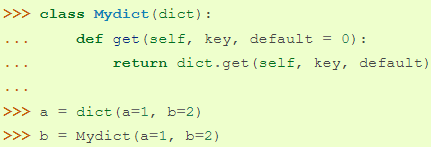 >>> class Mydict(dict):
...     def get(self, key, default = 0):
...         return dict.get(self, key, default)
...
>>> a = dict(a=1, b=2)
>>> b = Mydict(a=1, b=2)